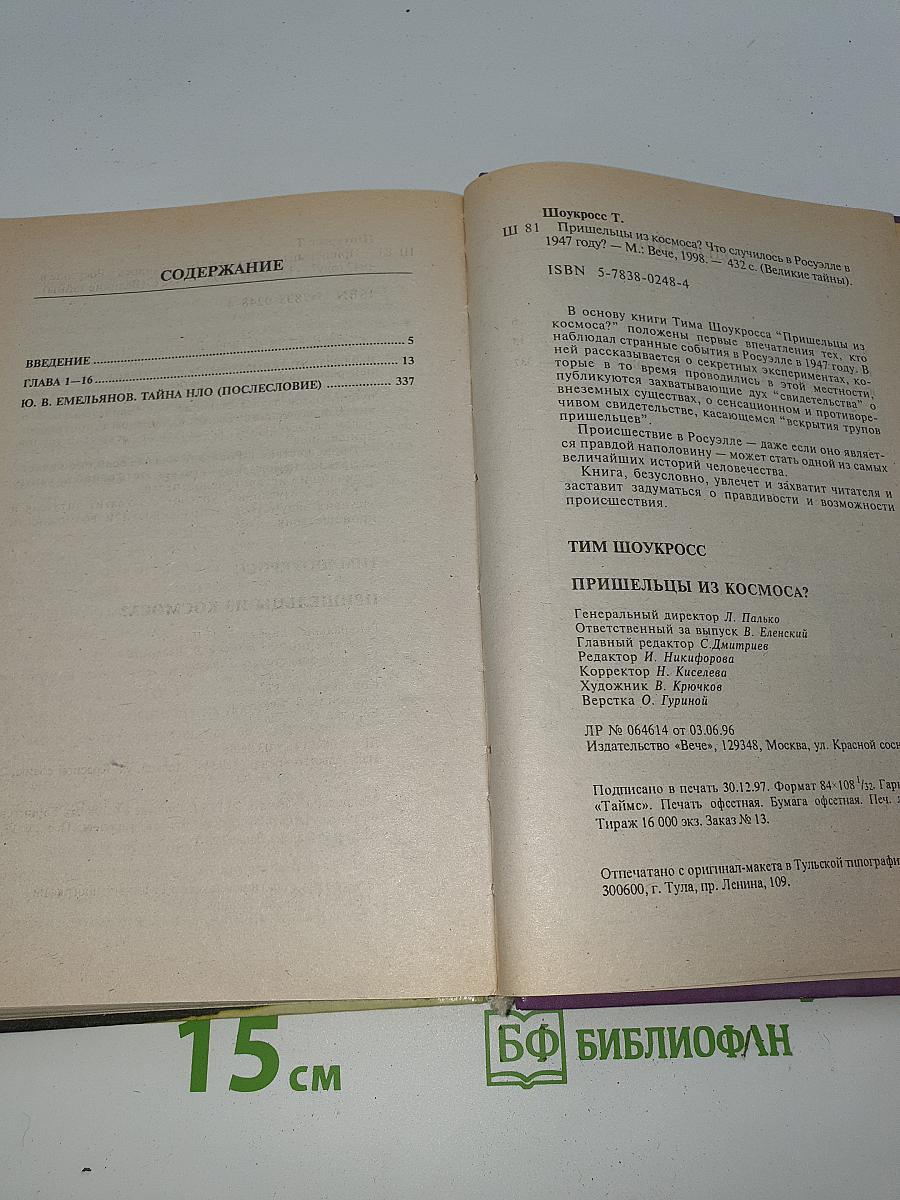 СОДЕРЖАНИЕ
ВВЕДЕНИЕ ........ 5
ГЛАВА 1—16 ........ 13
Ю. В. ЕМЕЛЬЯНОВ. ТАЙНА НЛО (ПОСЛЕСЛОВИЕ) ........ 337
Шоукросс Т.
Ш 81 Пришельцы из космоса? Что случилось в Росуэлле в
1947 году? — М.: Вече, 1998. — 432 с. (Великие тайны).
ISBN 5-7838-0248-4
В основу книги Тима Шоукросса "Пришельцы из
космоса?" положены первые впечатления тех, кто
наблюдал странные события в Росуэлле в 1947 году. В
ней рассказывается о секретных экспериментах, ко-
торые в то время проводились в этой местности,
публикуются захватывающие дух "свидетельства" о
внеземных существах, о сенсационном и противоре-
чивом свидетельстве, касающемся "вскрытия трупов
пришельцев".
Происшествие в Росуэлле — даже если оно являет-
ся правдой наполовину — может стать одной из самых
величайших историй человечества.
Книга, безусловно, увлечет и захватит читателя и
заставит задуматься о правдивости и возможности
происшествия.
ТИМ ШОУКРОСС
ПРИШЕЛЬЦЫ ИЗ КОСМОСА?
Генеральный директор Л. Палько
Ответственный за выпуск В. Еленский
Главный редактор С.Дмитриев
Редактор И. Никифорова
Корректор Н. Киселева
Художник В. Крючков
Верстка О. Гуриной
ЛР № 064614 от 03.06.96
Издательство «Вече», 129348, Москва, ул. Красной сосн
Подписано в печать 30.12.97. Формат 84×108 1/32. Гарн
«Таймс». Печать офсетная. Бумага офсетная. Печ.
Тираж 16 000 экз. Заказ № 13.
Отпечатано с оригинал-макета в Тульской типографи
300600, г. Тула, пр. Ленина, 109.
15 см
БФ БИБЛИОФАН